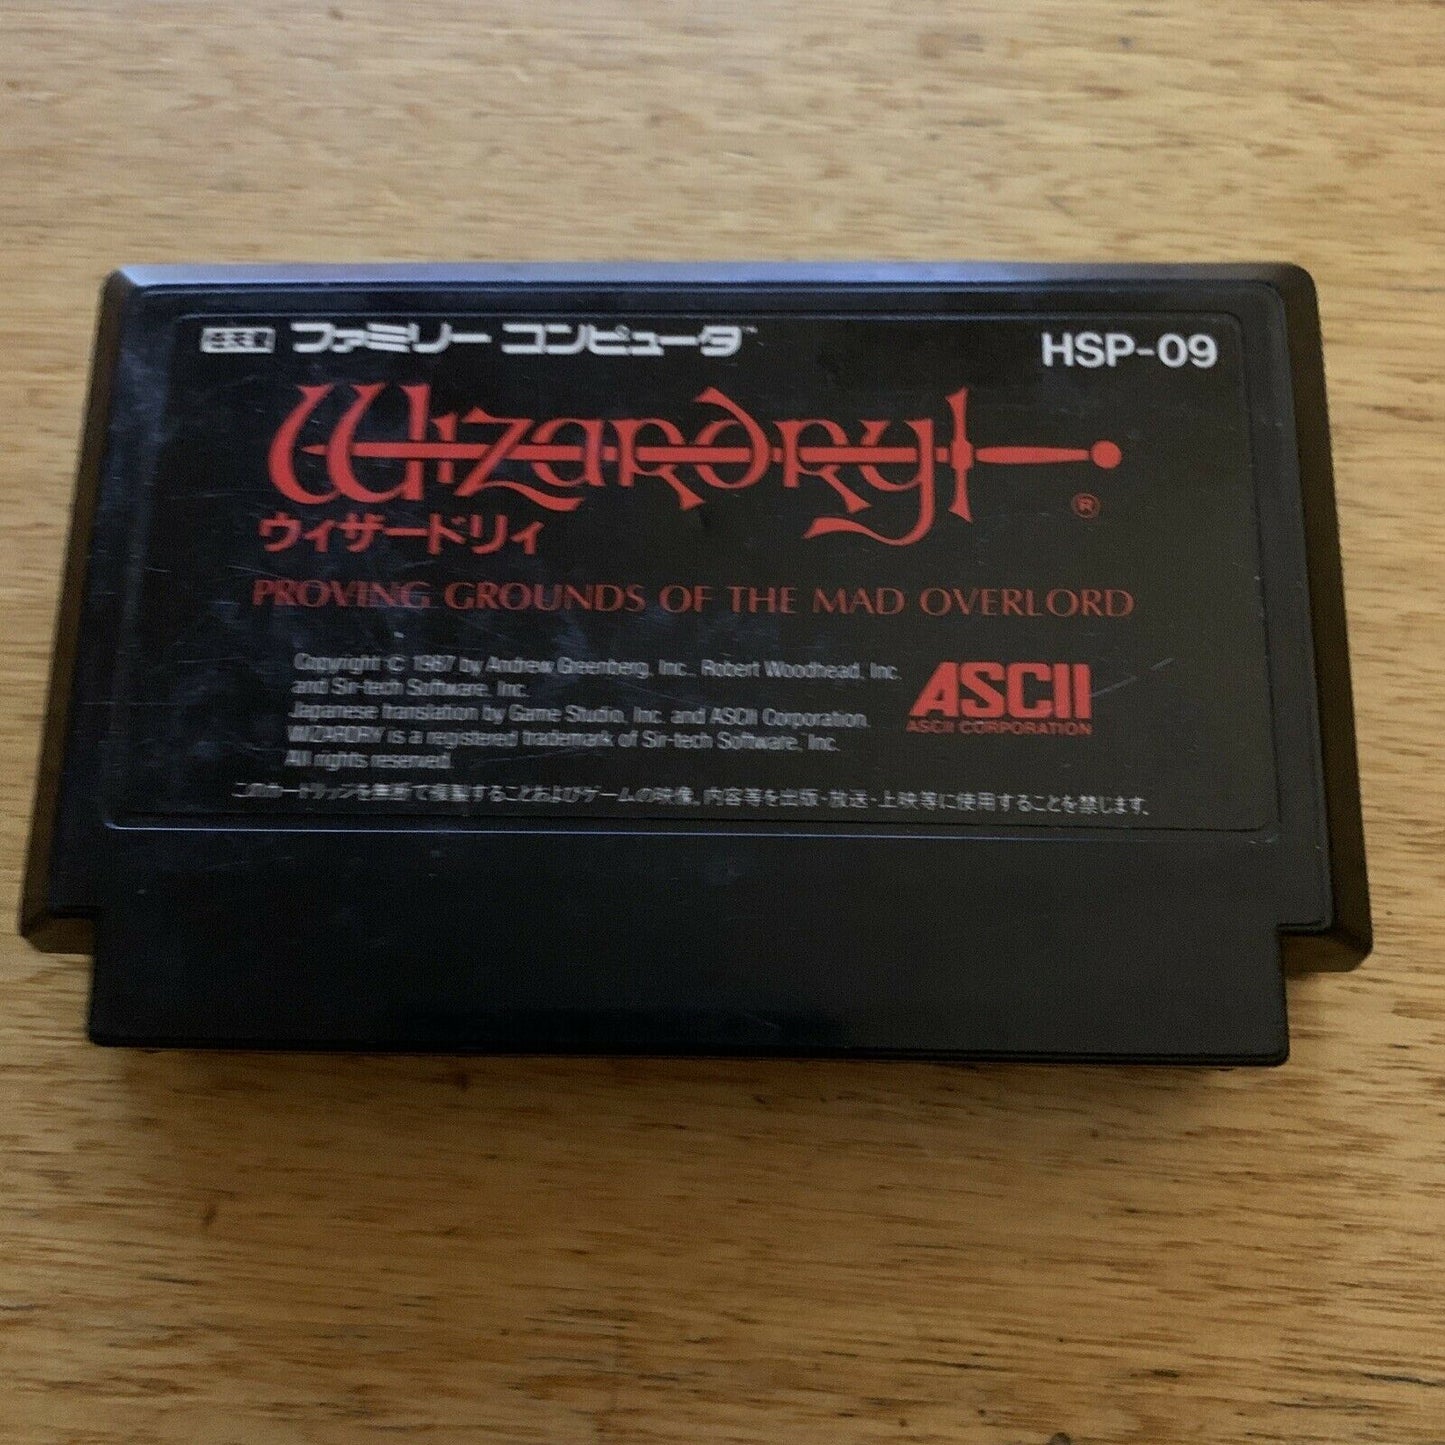 ファミリー コンピュータ™
HSP-09
Wizardry®
ウィザードリィ
PROVING GROUNDS OF THE MAD OVERLORD
Copyright © 1987 by Andrew Greenberg, Inc., Robert Woodhead, Inc.
and Sir-tech Software, Inc.
Japanese translation by Game Studio, Inc. and ASCII Corporation.
WIZARDRY is a registered trademark of Sir-tech Software, Inc.
All rights reserved.
ASCII
ASCII CORPORATION
このカートリッジを無断で複製することおよびゲームの映像、内容等を出版・放送・上映等に使用することを禁じます。